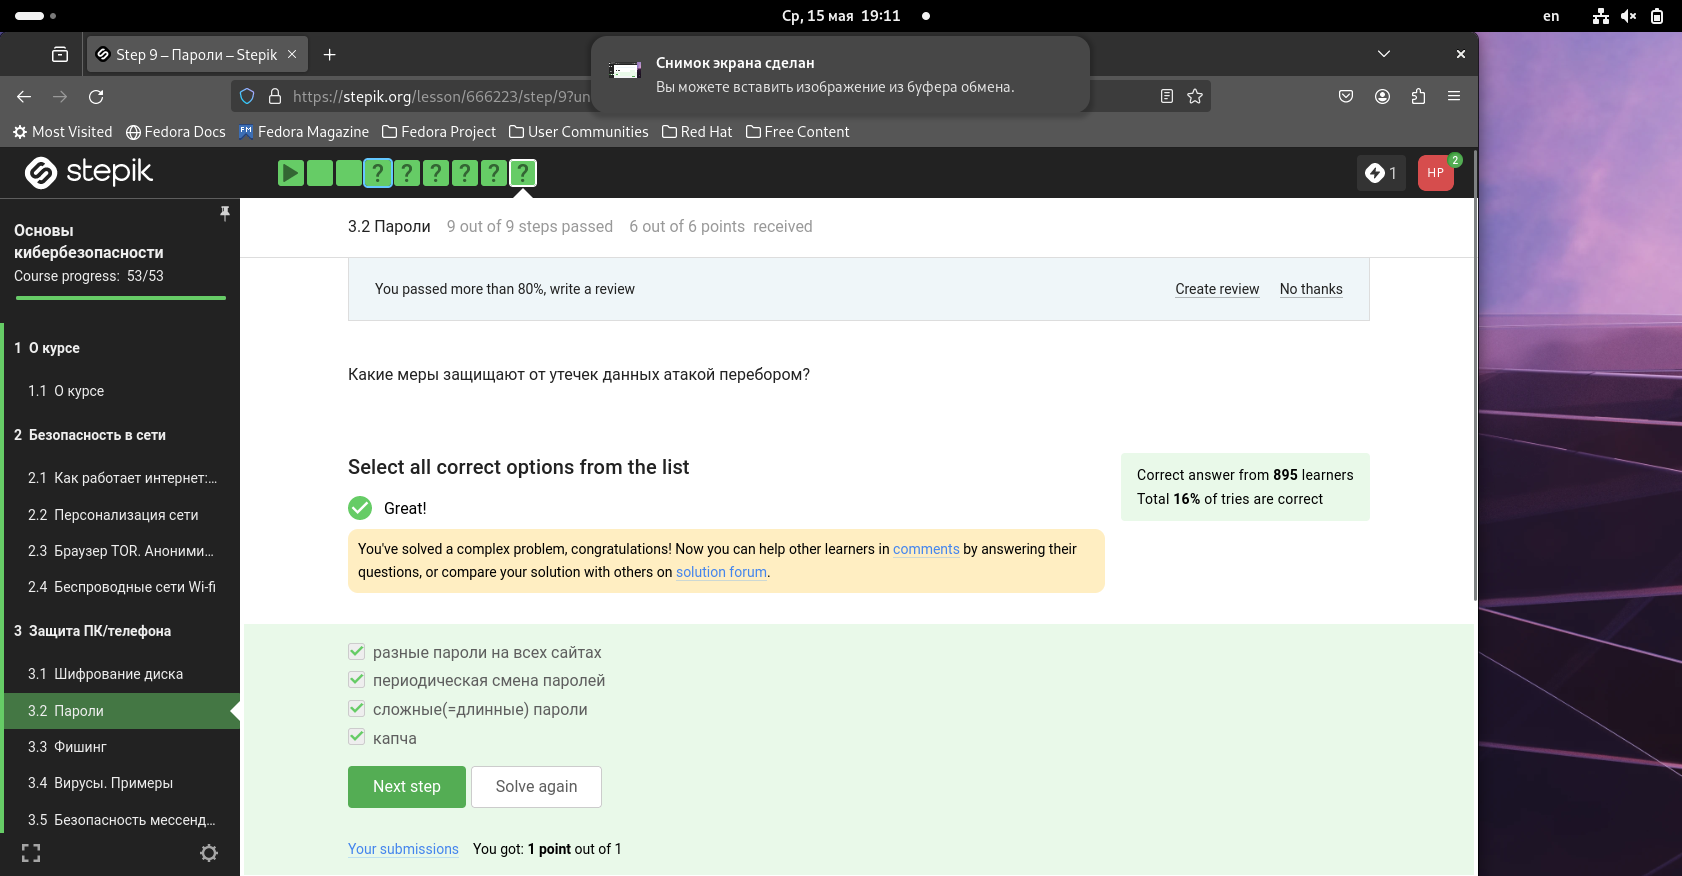 Ср, 15 мая 19:11
en
Step 9 – Пароли – Stepik
Снимок экрана сделан
Вы можете вставить изображение из буфера обмена.
https://stepik.org/lesson/666223/step/9?un
Most Visited
Fedora Docs
Fedora Magazine
Fedora Project
User Communities
Red Hat
Free Content
stepik
1
HP
2
Основы
кибербезопасности
Course progress: 53/53
1 О курсе
1.1 О курсе
2 Безопасность в сети
2.1 Как работает интернет:...
2.2 Персонализация сети
2.3 Браузер TOR. Аноними...
2.4 Беспроводные сети Wi-fi
3 Защита ПК/телефона
3.1 Шифрование диска
3.2 Пароли
3.3 Фишинг
3.4 Вирусы. Примеры
3.5 Безопасность мессенд...
3.2 Пароли 9 out of 9 steps passed 6 out of 6 points received
You passed more than 80%, write a review
Create review
No thanks
Какие меры защищают от утечек данных атакой перебором?
Select all correct options from the list
Correct answer from 895 learners
Total 16% of tries are correct
Great!
You've solved a complex problem, congratulations! Now you can help other learners in comments by answering their
questions, or compare your solution with others on solution forum.
разные пароли на всех сайтах
периодическая смена паролей
сложные(=длинные) пароли
капча
Next step
Solve again
Your submissions You got: 1 point out of 1